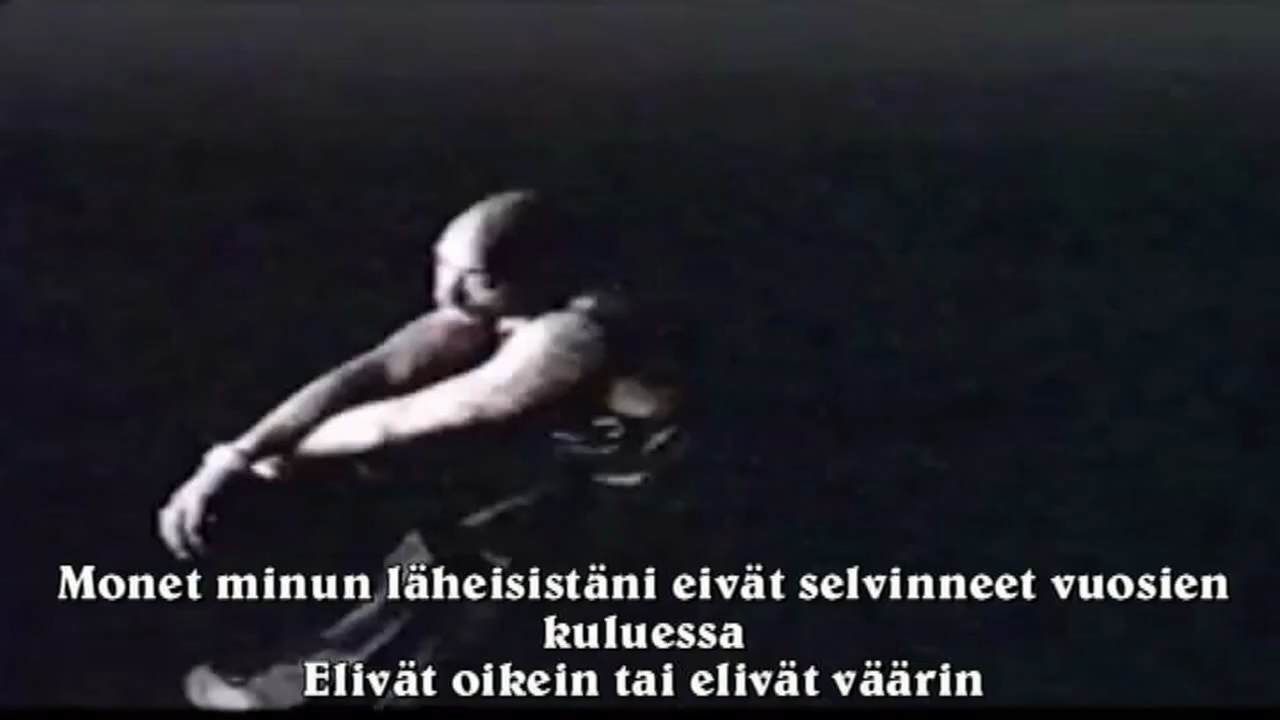 Monet minun läheisistäni eivät selvinneet vuosien
kuluessa
Elivät oikein tai elivät väärin